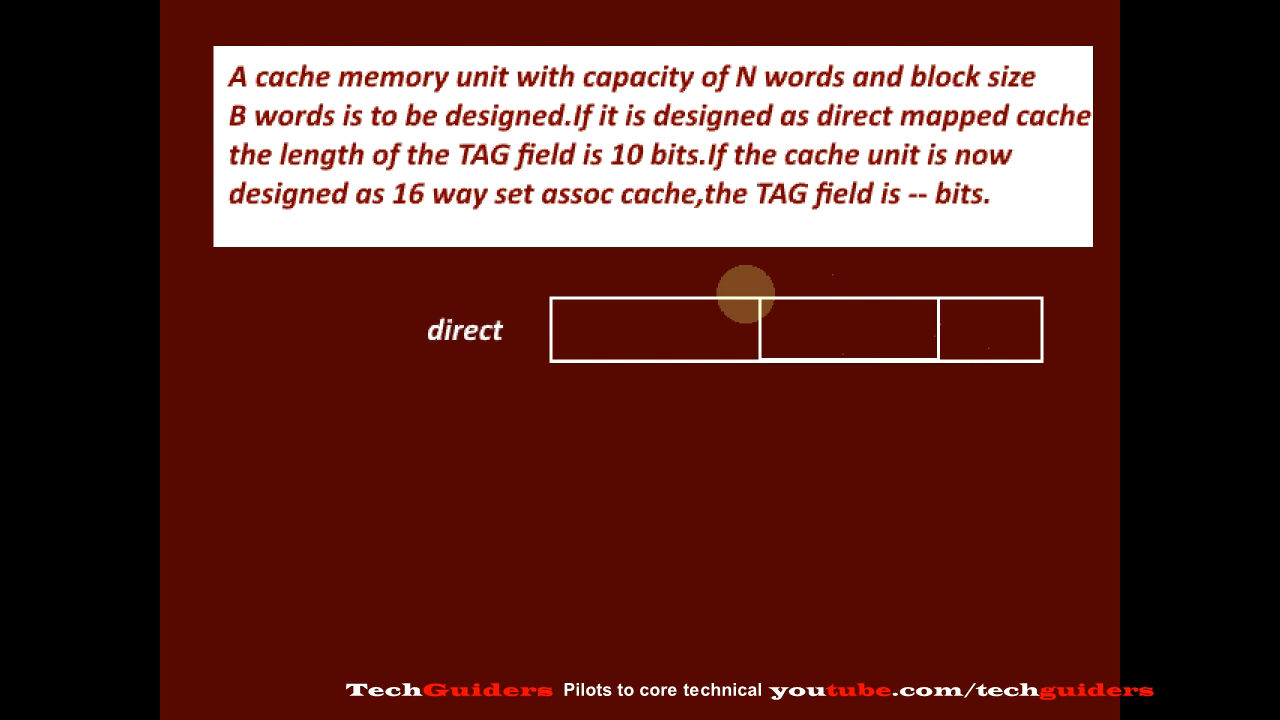 A cache memory unit with capacity of N words and block size
B words is to be designed.If it is designed as direct mapped cache
the length of the TAG field is 10 bits.If the cache unit is now
designed as 16 way set assoc cache,the TAG field is -- bits.
direct
TechGuiders Pilots to core technical youtube.com/techguiders